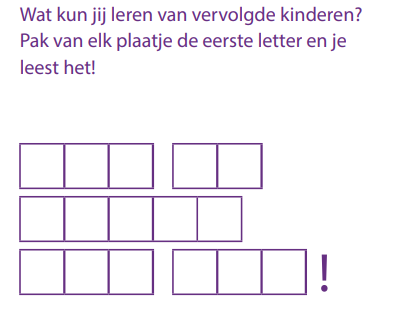 Wat kun jij leren van vervolgde kinderen?
Pak van elk plaatje de eerste letter en je
leest het!
!